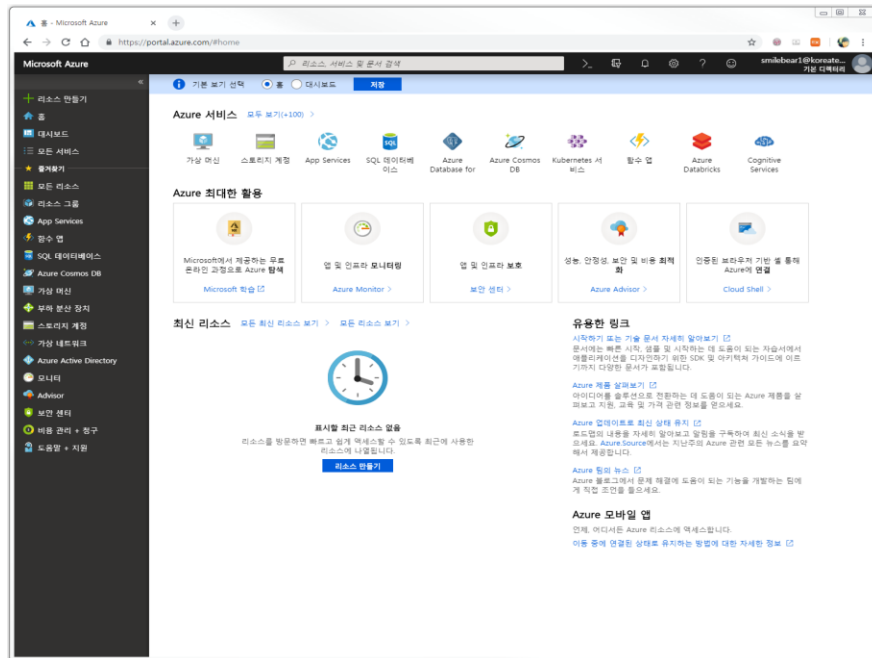 홈 - Microsoft Azure
https://portal.azure.com/#home
Microsoft Azure
리소스, 서비스 및 문서 검색
smilebear1@koreate...
기본 디렉터리
기본 보기 선택
홈
대시보드
저장
리소스 만들기
홈
대시보드
모든 서비스
즐겨찾기
모든 리소스
리소스 그룹
App Services
함수 앱
SQL 데이터베이스
Azure Cosmos DB
가상 머신
부하 분산 장치
스토리지 계정
가상 네트워크
Azure Active Directory
모니터
Advisor
보안 센터
비용 관리 + 청구
도움말 + 지원
Azure 서비스 모두 보기(+100) >
가상 머신
스토리지 계정
App Services
SQL 데이터베
이스
Azure
Database for
Azure Cosmos
DB
Kubernetes 서
비스
함수 앱
Azure
Databricks
Cognitive
Services
Azure 최대한 활용
Microsoft에서 제공하는 무료
온라인 과정으로 Azure 탐색
Microsoft 학습
앱 및 인프라 모니터링
Azure Monitor >
앱 및 인프라 보호
보안 센터 >
성능, 안정성, 보안 및 비용 최적
화
Azure Advisor >
인증된 브라우저 기반 셸 통해
Azure에 연결
Cloud Shell >
최신 리소스 모든 최신 리소스 보기 > 모든 리소스 보기 >
표시할 최근 리소스 없음
리소스를 방문하면 빠르고 쉽게 액세스할 수 있도록 최근에 사용한
리소스에 나열됩니다.
리소스 만들기
유용한 링크
시작하기 또는 기술 문서 자세히 알아보기
문서에는 빠른 시작, 샘플 및 시작하는 데 도움이 되는 자습서에서
애플리케이션을 디자인하기 위한 SDK 및 아키텍처 가이드에 이르
기까지 다양한 문서가 포함됩니다.
Azure 제품 살펴보기
아이디어를 솔루션으로 전환하는 데 도움이 되는 Azure 제품을 살
펴보고 지원, 교육 및 가격 관련 정보를 얻으세요.
Azure 업데이트로 최신 상태 유지
로드맵의 내용을 자세히 알아보고 알림을 구독하여 최신 소식을 받
으세요. Azure.Source에서는 지난주의 Azure 관련 모든 뉴스를 요약
해서 제공합니다.
Azure 팀의 뉴스
Azure 블로그에서 문제 해결에 도움이 되는 기능을 개발하는 팀에
게 직접 조언을 들으세요.
Azure 모바일 앱
언제, 어디서든 Azure 리소스에 액세스합니다.
이동 중에 연결된 상태로 유지하는 방법에 대한 자세한 정보